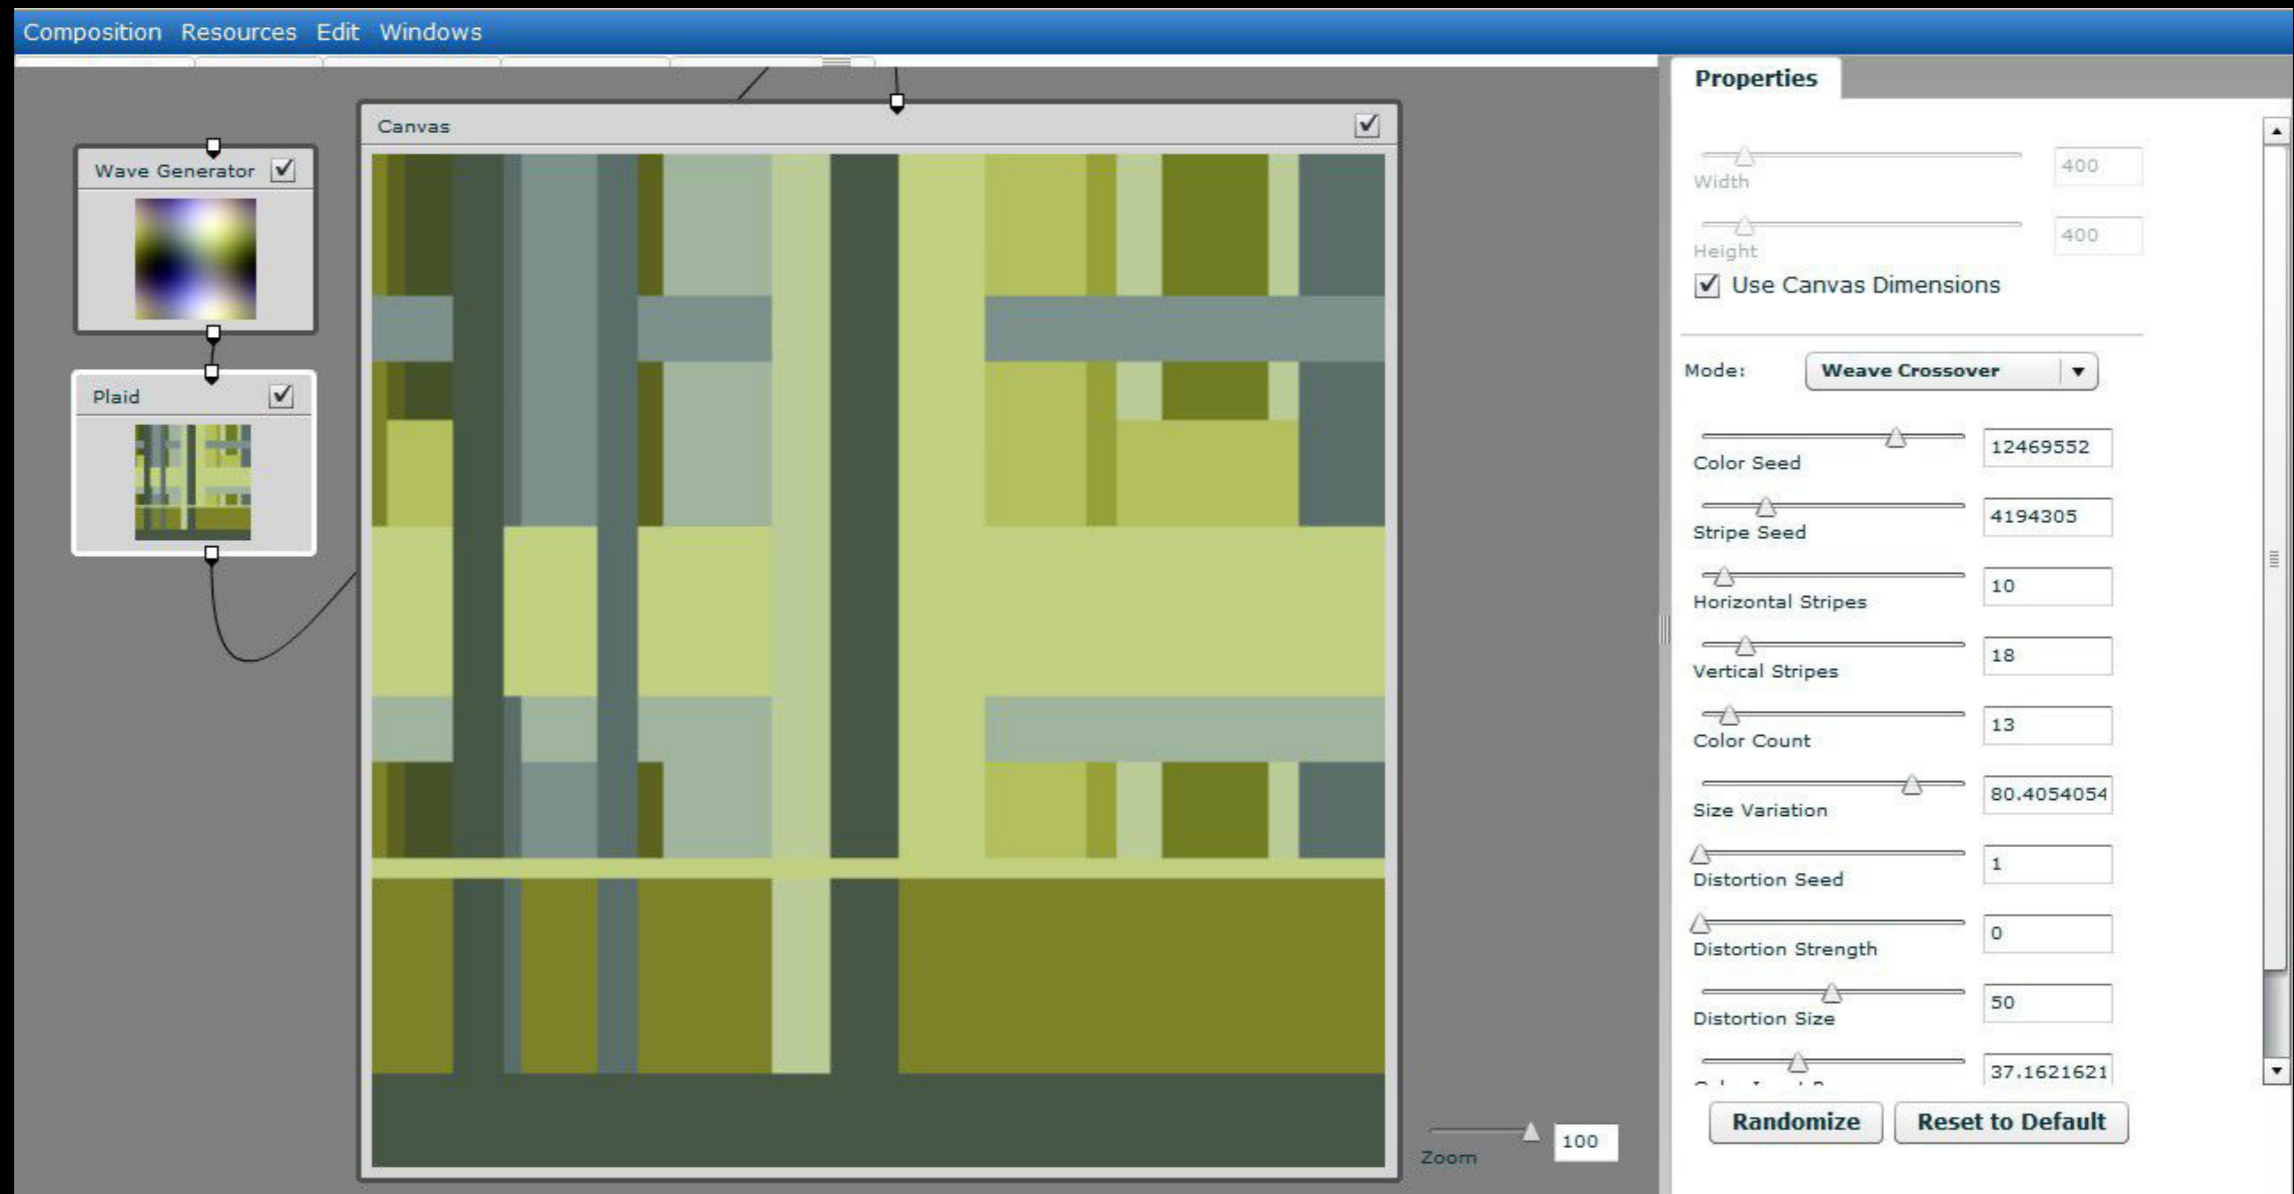 Composition Resources Edit Windows
Properties
Canvas
Wave Generator
Plaid
Width 400
Height 400
Use Canvas Dimensions
Mode: Weave Crossover
Color Seed 12469552
Stripe Seed 4194305
Horizontal Stripes 10
Vertical Stripes 18
Color Count 13
Size Variation 80.4054054
Distortion Seed 1
Distortion Strength 0
Distortion Size 50
37.1621621
Randomize Reset to Default
Zoom 100